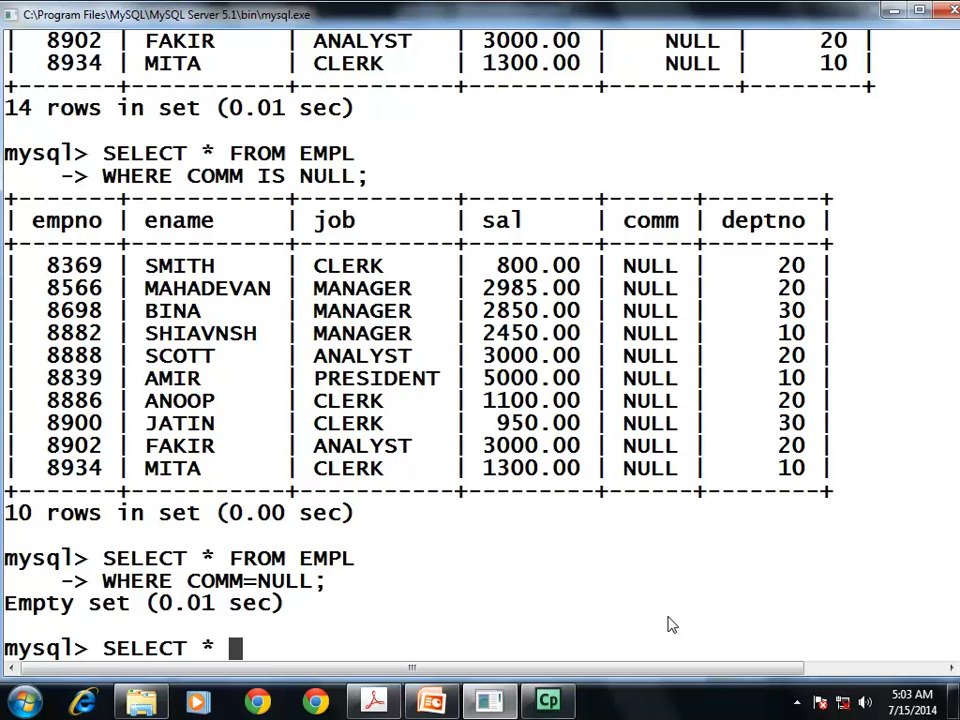 C:\Program Files\MySQL\MySQL Server 5.1\bin\mysql.exe
| 8902 | FAKIR | ANALYST | 3000.00 | NULL | 20 |
| 8934 | MITA | CLERK | 1300.00 | NULL | 10 |
14 rows in set (0.01 sec)
mysql> SELECT * FROM EMPL
-> WHERE COMM IS NULL;
| empno | ename | job | sal | comm | deptno |
| 8369 | SMITH | CLERK | 800.00 | NULL | 20 |
| 8566 | MAHADEVAN | MANAGER | 2985.00 | NULL | 20 |
| 8698 | BINA | MANAGER | 2850.00 | NULL | 30 |
| 8882 | SHIAVNSH | MANAGER | 2450.00 | NULL | 10 |
| 8888 | SCOTT | ANALYST | 3000.00 | NULL | 20 |
| 8839 | AMIR | PRESIDENT | 5000.00 | NULL | 10 |
| 8886 | ANOOP | CLERK | 1100.00 | NULL | 20 |
| 8900 | JATIN | CLERK | 950.00 | NULL | 30 |
| 8902 | FAKIR | ANALYST | 3000.00 | NULL | 20 |
| 8934 | MITA | CLERK | 1300.00 | NULL | 10 |
10 rows in set (0.00 sec)
mysql> SELECT * FROM EMPL
-> WHERE COMM=NULL;
Empty set (0.01 sec)
mysql> SELECT *
Cp
5:03 AM
7/15/2014